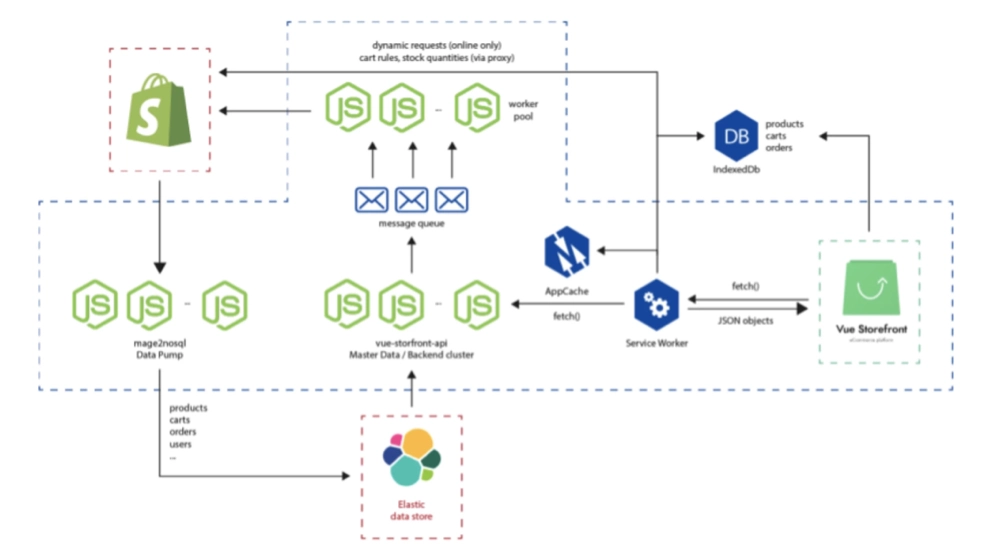 dynamic requests (online only)
cart rules, stock quantities (via proxy)
S
JS
JS
...
JS
worker
pool
DB
products
carts
orders
IndexedDb
message queue
AppCache
JS
JS
...
JS
mage2nosql
Data Pump
JS
JS
...
JS
vue-storfront-api
Master Data / Backend cluster
fetch()
Service Worker
fetch()
JSON objects
Vue Storefront
eCommerce platform
products
carts
orders
users
...
Elastic
data store